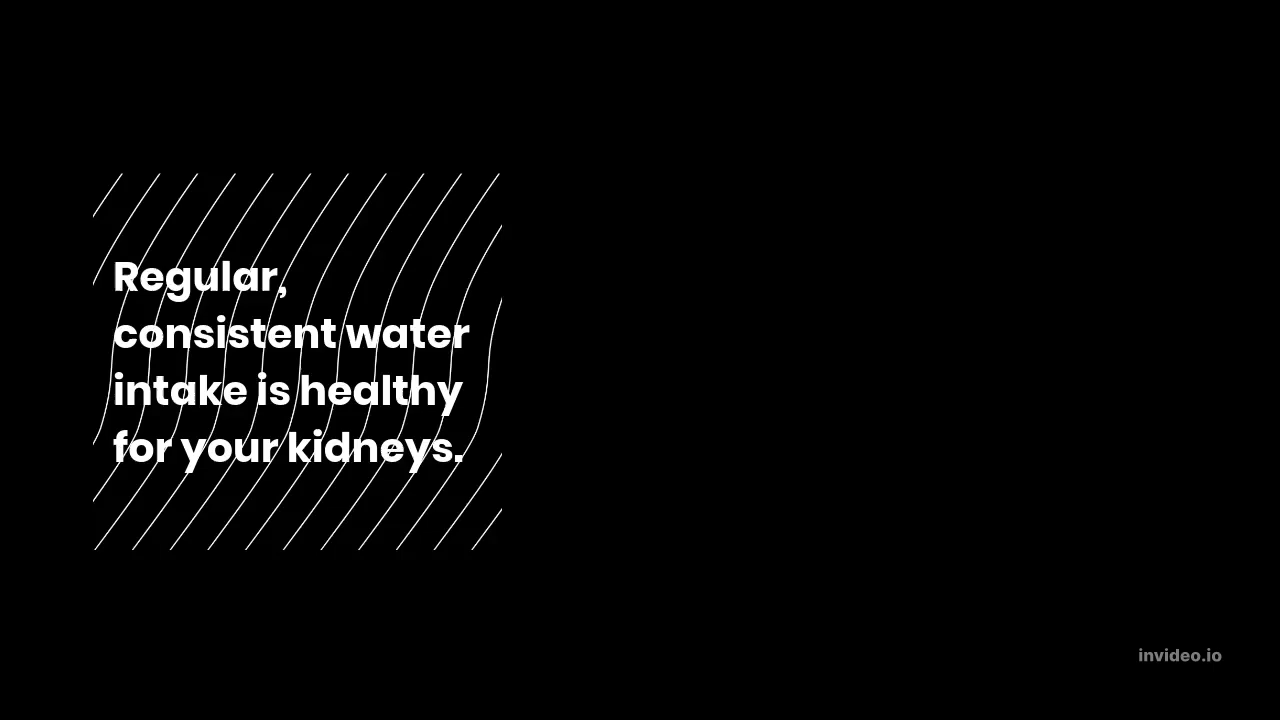 Regular,
consistent water
intake is healthy
for your kidneys.
invideo.io